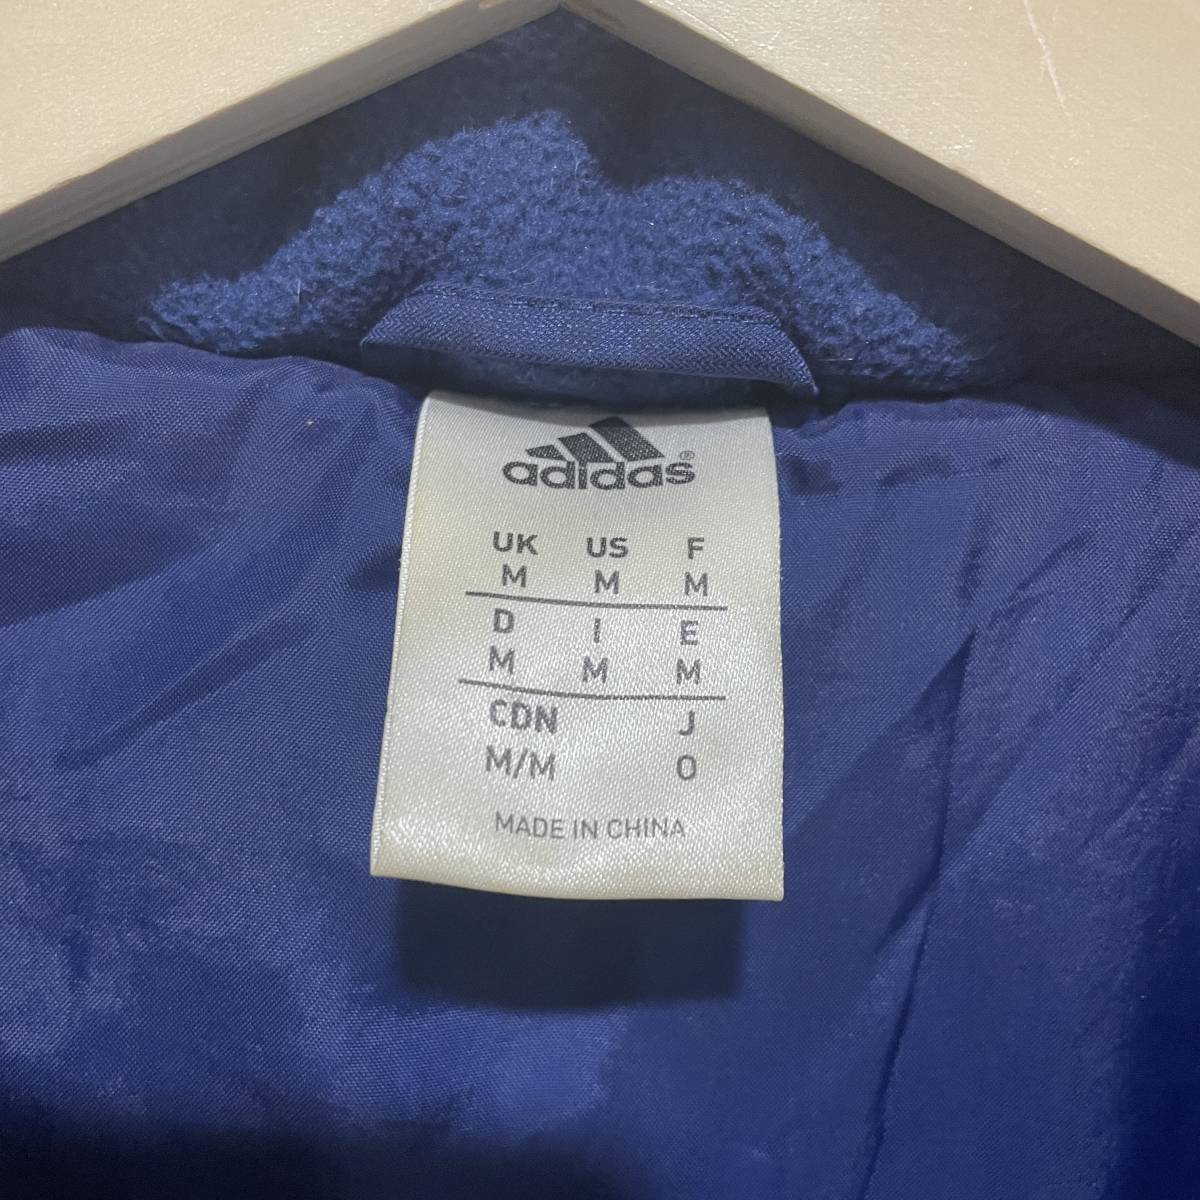 adidas®
UK US F
M M M
D I E
M M M
CDN J
M/M O
MADE IN CHINA